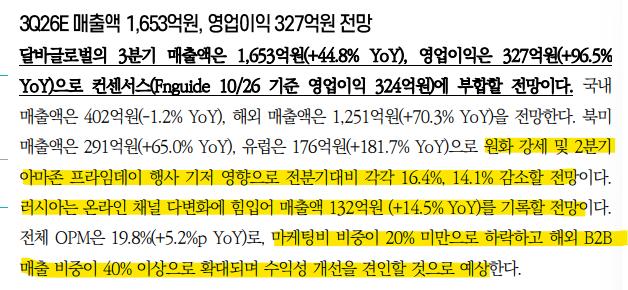 3Q26E 매출액 1,653억원, 영업이익 327억원 전망
달바글로벌의 3분기 매출액은 1,653억원(+44.8% YoY), 영업이익은 327억원(+96.5%
YoY)으로 컨센서스(Fnguide 10/26 기준 영업이익 324억원)에 부합할 전망이다. 국내
매출액은 402억원(-1.2% YoY), 해외 매출액은 1,251억원(+70.3% YoY)을 전망한다. 북미
매출액은 291억원(+65.0% YoY), 유럽은 176억원(+181.7% YoY)으로 원화 강세 및 2분기
아마존 프라임데이 행사 기저 영향으로 전분기대비 각각 16.4%, 14.1% 감소할 전망이다.
러시아는 온라인 채널 다변화에 힘입어 매출액 132억원 (+14.5% YoY)를 기록할 전망이다.
전체 OPM은 19.8%(+5.2%p YoY)로, 마케팅비 비중이 20% 미만으로 하락하고 해외 B2B
매출 비중이 40% 이상으로 확대되며 수익성 개선을 견인할 것으로 예상한다.